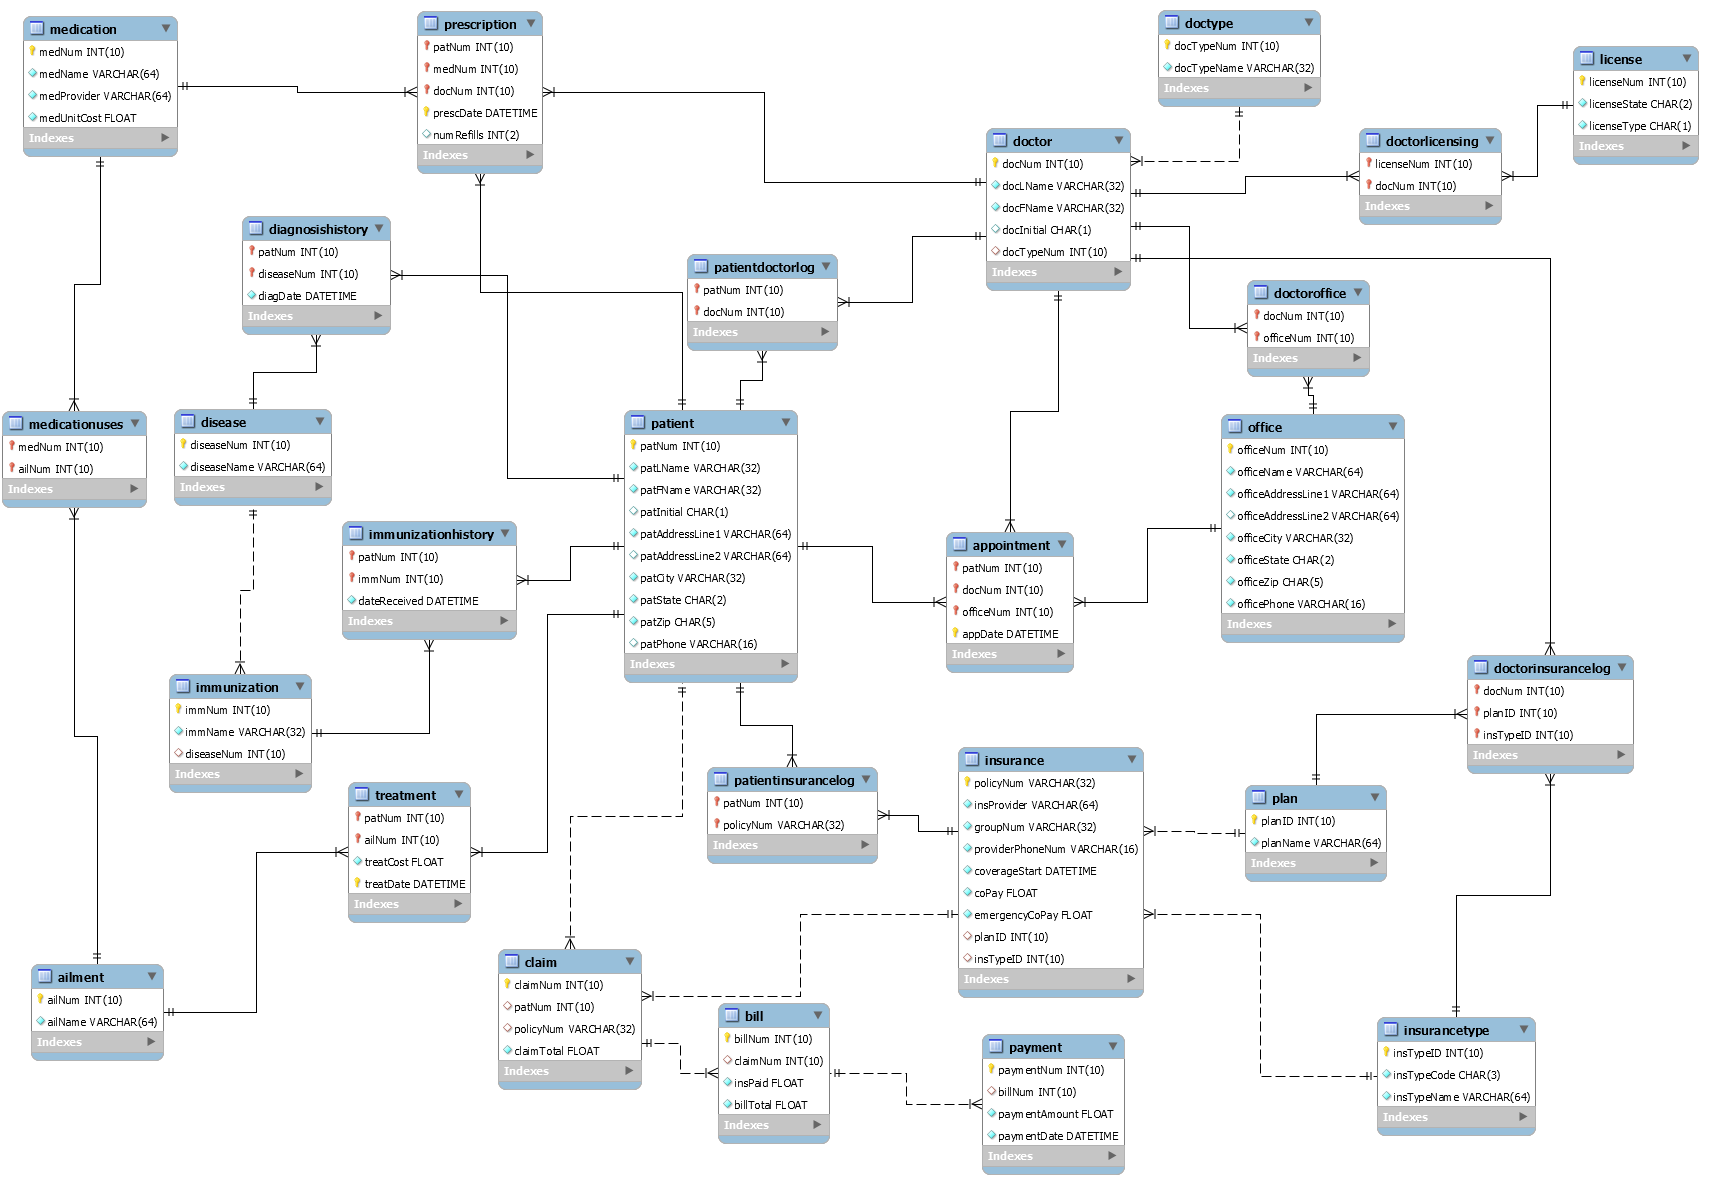 medication
medNum INT(10)
medName VARCHAR(64)
medProvider VARCHAR(64)
medUnitCost FLOAT
Indexes
prescription
patNum INT(10)
medNum INT(10)
docNum INT(10)
prescDate DATETIME
numRefills INT(2)
Indexes
doctype
docTypeNum INT(10)
docTypeName VARCHAR(32)
Indexes
license
licenseNum INT(10)
licenseState CHAR(2)
licenseType CHAR(1)
Indexes
doctor
docNum INT(10)
docLName VARCHAR(32)
docFName VARCHAR(32)
docInitial CHAR(1)
docTypeNum INT(10)
Indexes
doctorlicensing
licenseNum INT(10)
docNum INT(10)
Indexes
diagnosishistory
patNum INT(10)
diseaseNum INT(10)
diagDate DATETIME
Indexes
patientdoctorlog
patNum INT(10)
docNum INT(10)
Indexes
doctoroffice
docNum INT(10)
officeNum INT(10)
Indexes
medicationuses
medNum INT(10)
ailNum INT(10)
Indexes
disease
diseaseNum INT(10)
diseaseName VARCHAR(64)
Indexes
patient
patNum INT(10)
patLName VARCHAR(32)
patFName VARCHAR(32)
patInitial CHAR(1)
patAddressLine1 VARCHAR(64)
patAddressLine2 VARCHAR(64)
patCity VARCHAR(32)
patState CHAR(2)
patZip CHAR(5)
patPhone VARCHAR(16)
Indexes
office
officeNum INT(10)
officeName VARCHAR(64)
officeAddressLine1 VARCHAR(64)
officeAddressLine2 VARCHAR(64)
officeCity VARCHAR(32)
officeState CHAR(2)
officeZip CHAR(5)
officePhone VARCHAR(16)
Indexes
immunizationhistory
patNum INT(10)
immNum INT(10)
dateReceived DATETIME
Indexes
appointment
patNum INT(10)
docNum INT(10)
officeNum INT(10)
appDate DATETIME
Indexes
doctorinsurancelog
docNum INT(10)
planID INT(10)
insTypeID INT(10)
Indexes
immunization
immNum INT(10)
immName VARCHAR(32)
diseaseNum INT(10)
Indexes
treatment
patNum INT(10)
ailNum INT(10)
treatCost FLOAT
treatDate DATETIME
Indexes
patientinsurancelog
patNum INT(10)
policyNum VARCHAR(32)
Indexes
insurance
policyNum VARCHAR(32)
insProvider VARCHAR(64)
groupNum VARCHAR(32)
providerPhoneNum VARCHAR(16)
coverageStart DATETIME
coPay FLOAT
emergencyCoPay FLOAT
planID INT(10)
insTypeID INT(10)
Indexes
plan
planID INT(10)
planName VARCHAR(64)
Indexes
ailment
ailNum INT(10)
ailName VARCHAR(64)
Indexes
claim
claimNum INT(10)
patNum INT(10)
policyNum VARCHAR(32)
claimTotal FLOAT
Indexes
bill
billNum INT(10)
claimNum INT(10)
insPaid FLOAT
billTotal FLOAT
Indexes
payment
paymentNum INT(10)
billNum INT(10)
paymentAmount FLOAT
paymentDate DATETIME
Indexes
insurancetype
insTypeID INT(10)
insTypeCode CHAR(3)
insTypeName VARCHAR(64)
Indexes